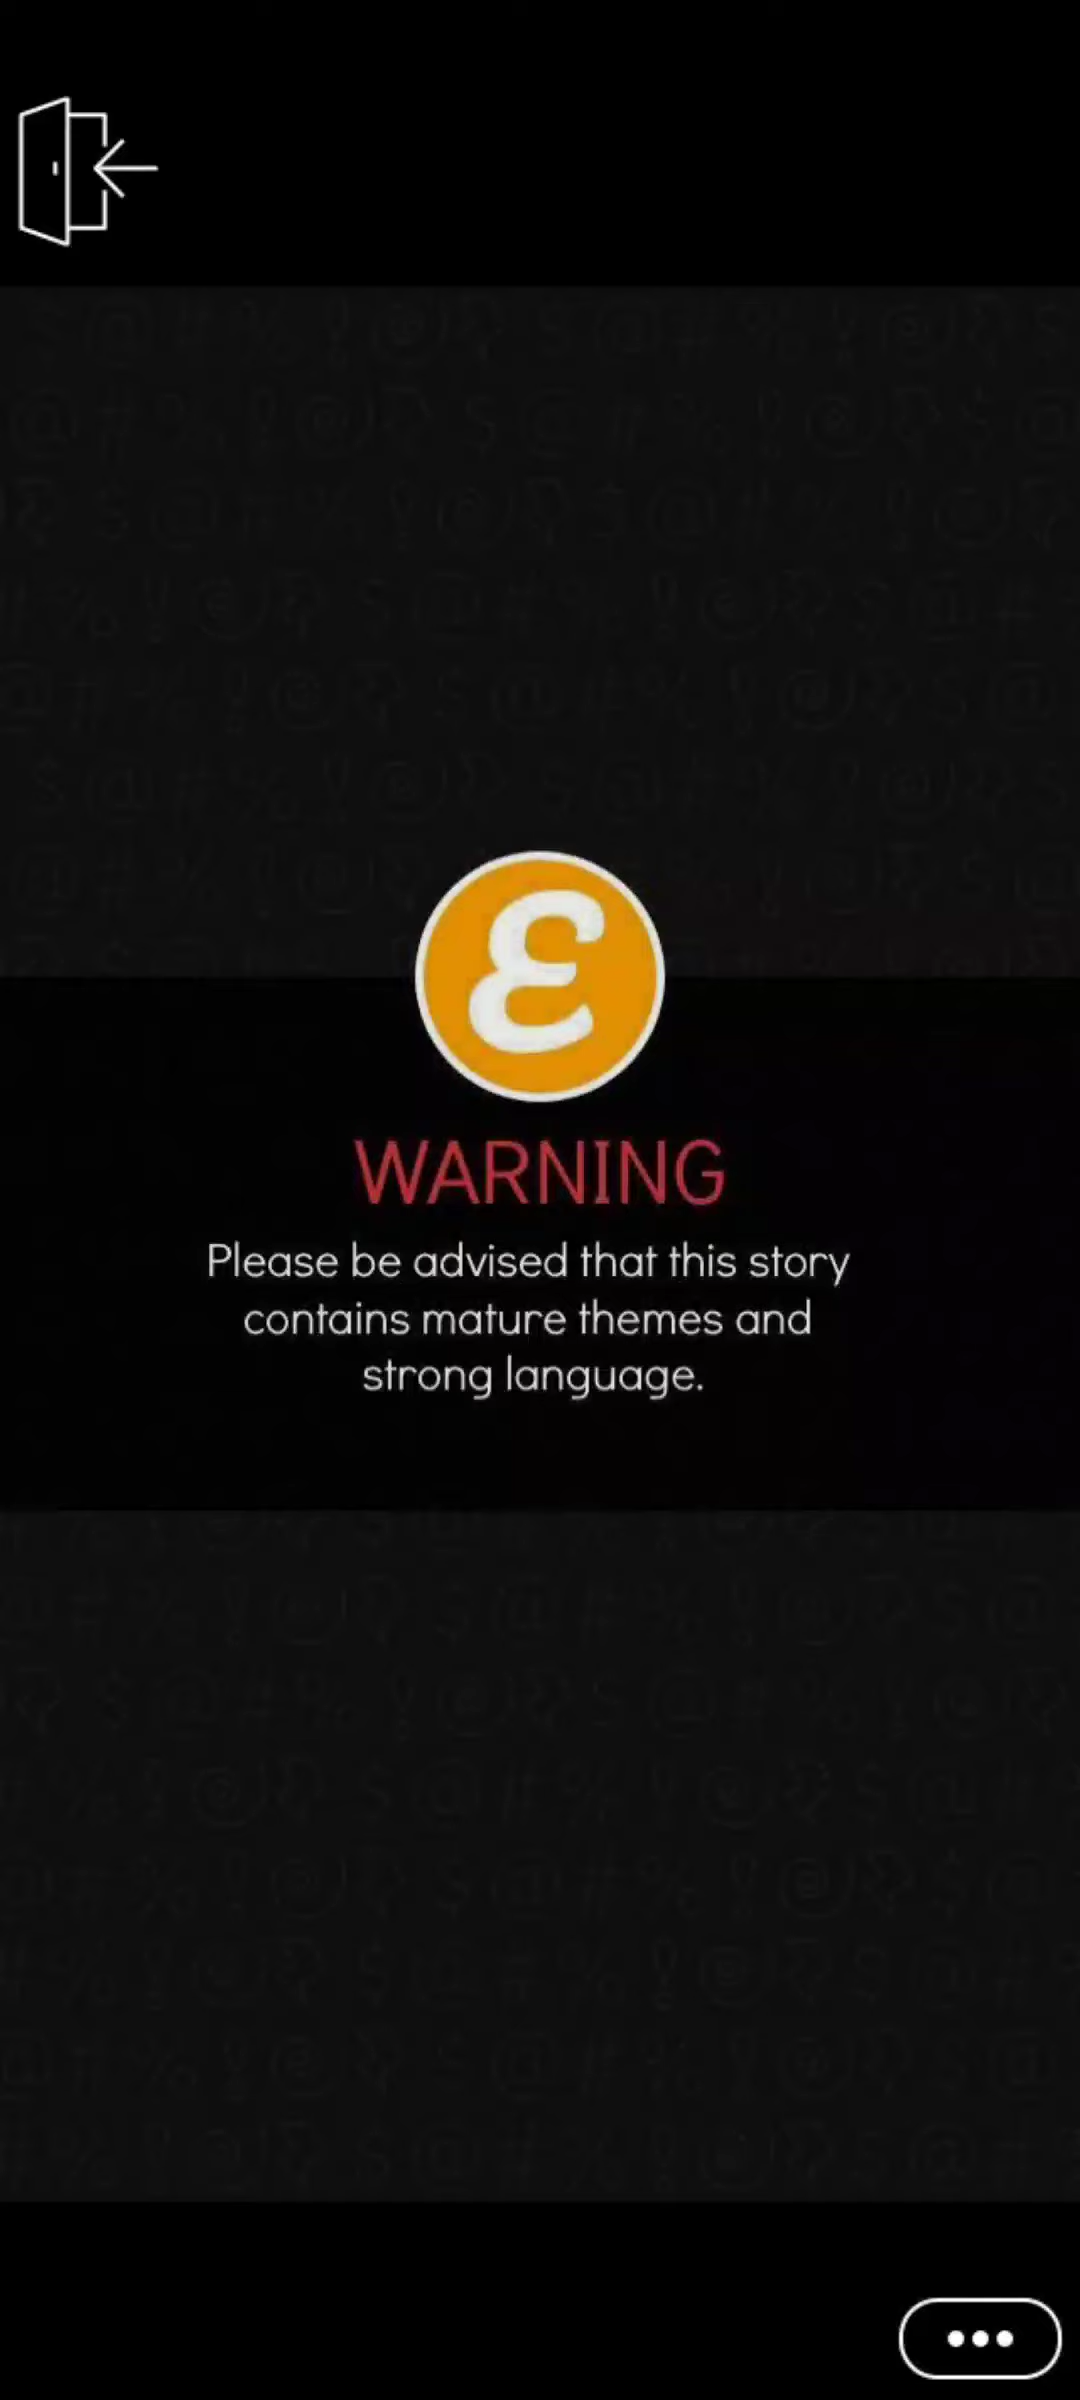 ε
WARNING
Please be advised that this story
contains mature themes and
strong language.